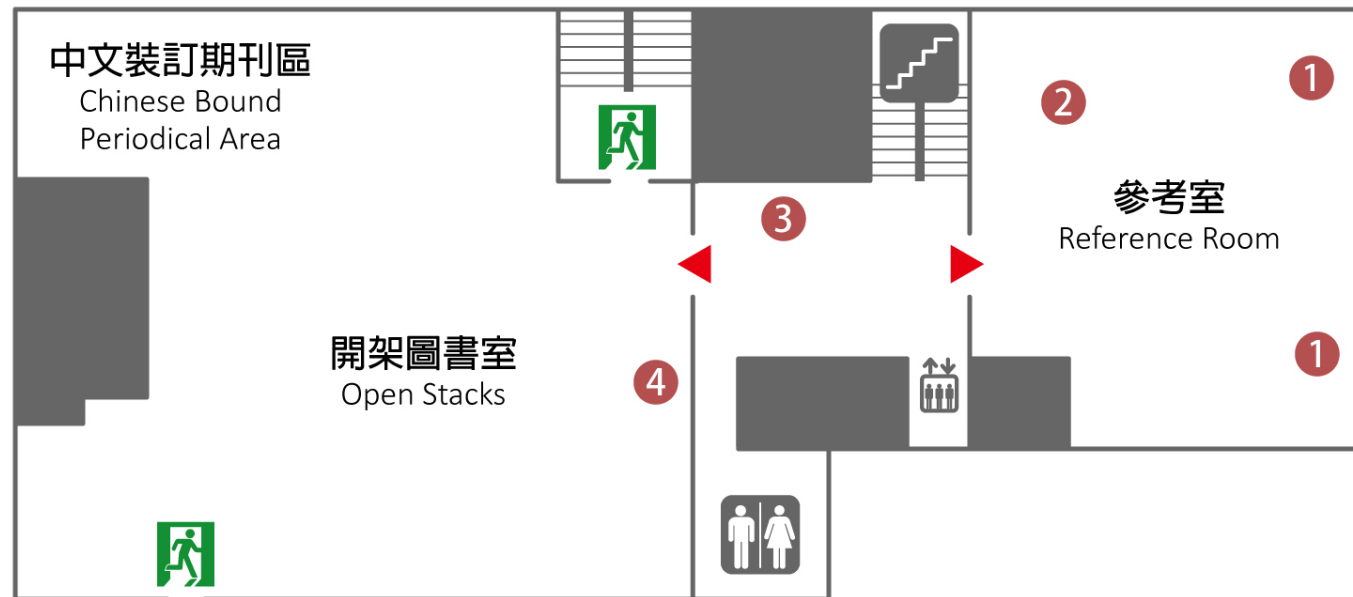 中文裝訂期刊區
Chinese Bound
Periodical Area
1
2
參考室
Reference Room
3
開架圖書室
Open Stacks
4
1